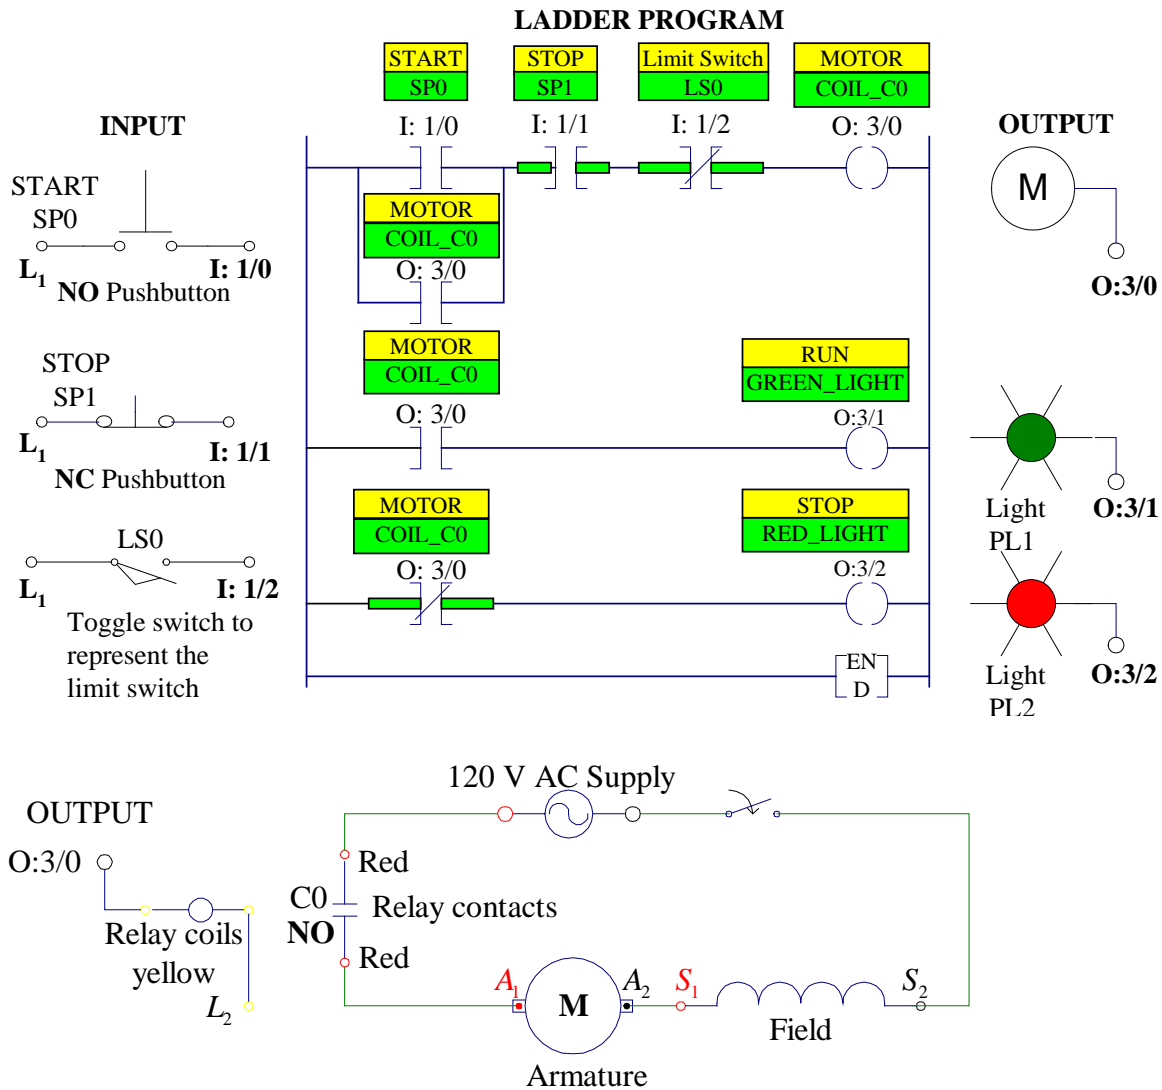 LADDER PROGRAM
START
SP0
STOP
SP1
Limit Switch
LS0
MOTOR
COIL_C0
INPUT
I: 1/0
I: 1/1
I: 1/2
O: 3/0
OUTPUT
START
SP0
L1
I: 1/0
NO Pushbutton
MOTOR
COIL_C0
O: 3/0
M
O:3/0
STOP
SP1
L1
I: 1/1
NC Pushbutton
MOTOR
COIL_C0
O: 3/0
RUN
GREEN_LIGHT
O:3/1
Light
PL1
O:3/1
LS0
L1
I: 1/2
Toggle switch to
represent the
limit switch
MOTOR
COIL_C0
O: 3/0
STOP
RED_LIGHT
O:3/2
EN
D
Light
PL2
O:3/2
120 V AC Supply
OUTPUT
O:3/0
Relay coils
yellow
L2
Red
C0
NO
Relay contacts
Red
A1
M
A2
S1
S2
Field
Armature